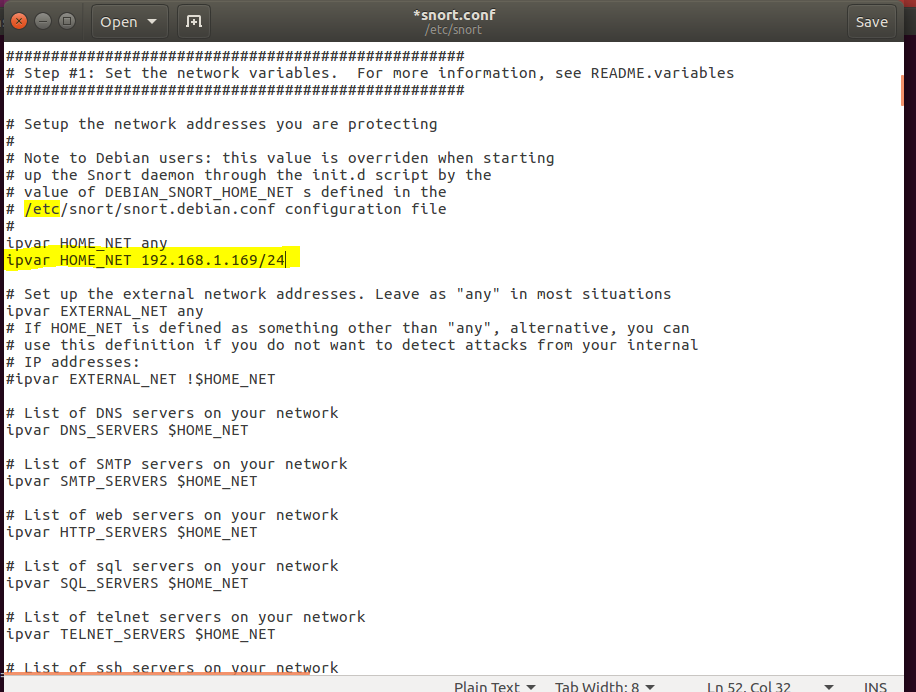 Open
*snort.conf
/etc/snort
Save
###################################################
# Step #1: Set the network variables.  For more information, see README.variables
###################################################
# Setup the network addresses you are protecting
#
# Note to Debian users: this value is overriden when starting
# up the Snort daemon through the init.d script by the
# value of DEBIAN_SNORT_HOME_NET s defined in the
# /etc/snort/snort.debian.conf configuration file
#
ipvar HOME_NET any
ipvar HOME_NET 192.168.1.169/24
# Set up the external network addresses. Leave as "any" in most situations
ipvar EXTERNAL_NET any
# If HOME_NET is defined as something other than "any", alternative, you can
# use this definition if you do not want to detect attacks from your internal
# IP addresses:
#ipvar EXTERNAL_NET !$HOME_NET
# List of DNS servers on your network
ipvar DNS_SERVERS $HOME_NET
# List of SMTP servers on your network
ipvar SMTP_SERVERS $HOME_NET
# List of web servers on your network
ipvar HTTP_SERVERS $HOME_NET
# List of sql servers on your network
ipvar SQL_SERVERS $HOME_NET
# List of telnet servers on your network
ipvar TELNET_SERVERS $HOME_NET
# List of ssh servers on your network
Plain Text Tab Width: 8 Ln 52, Col 32 INS